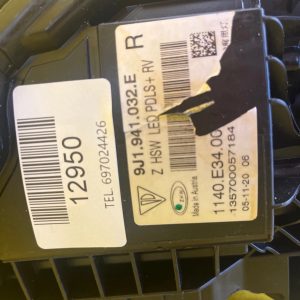 12950
TEL. 697024426
R
9J1.941.032.E
Z HSW LED PDLS+ RV
Made in Austria
1140.E34.00
135700057184
05-11-20 06